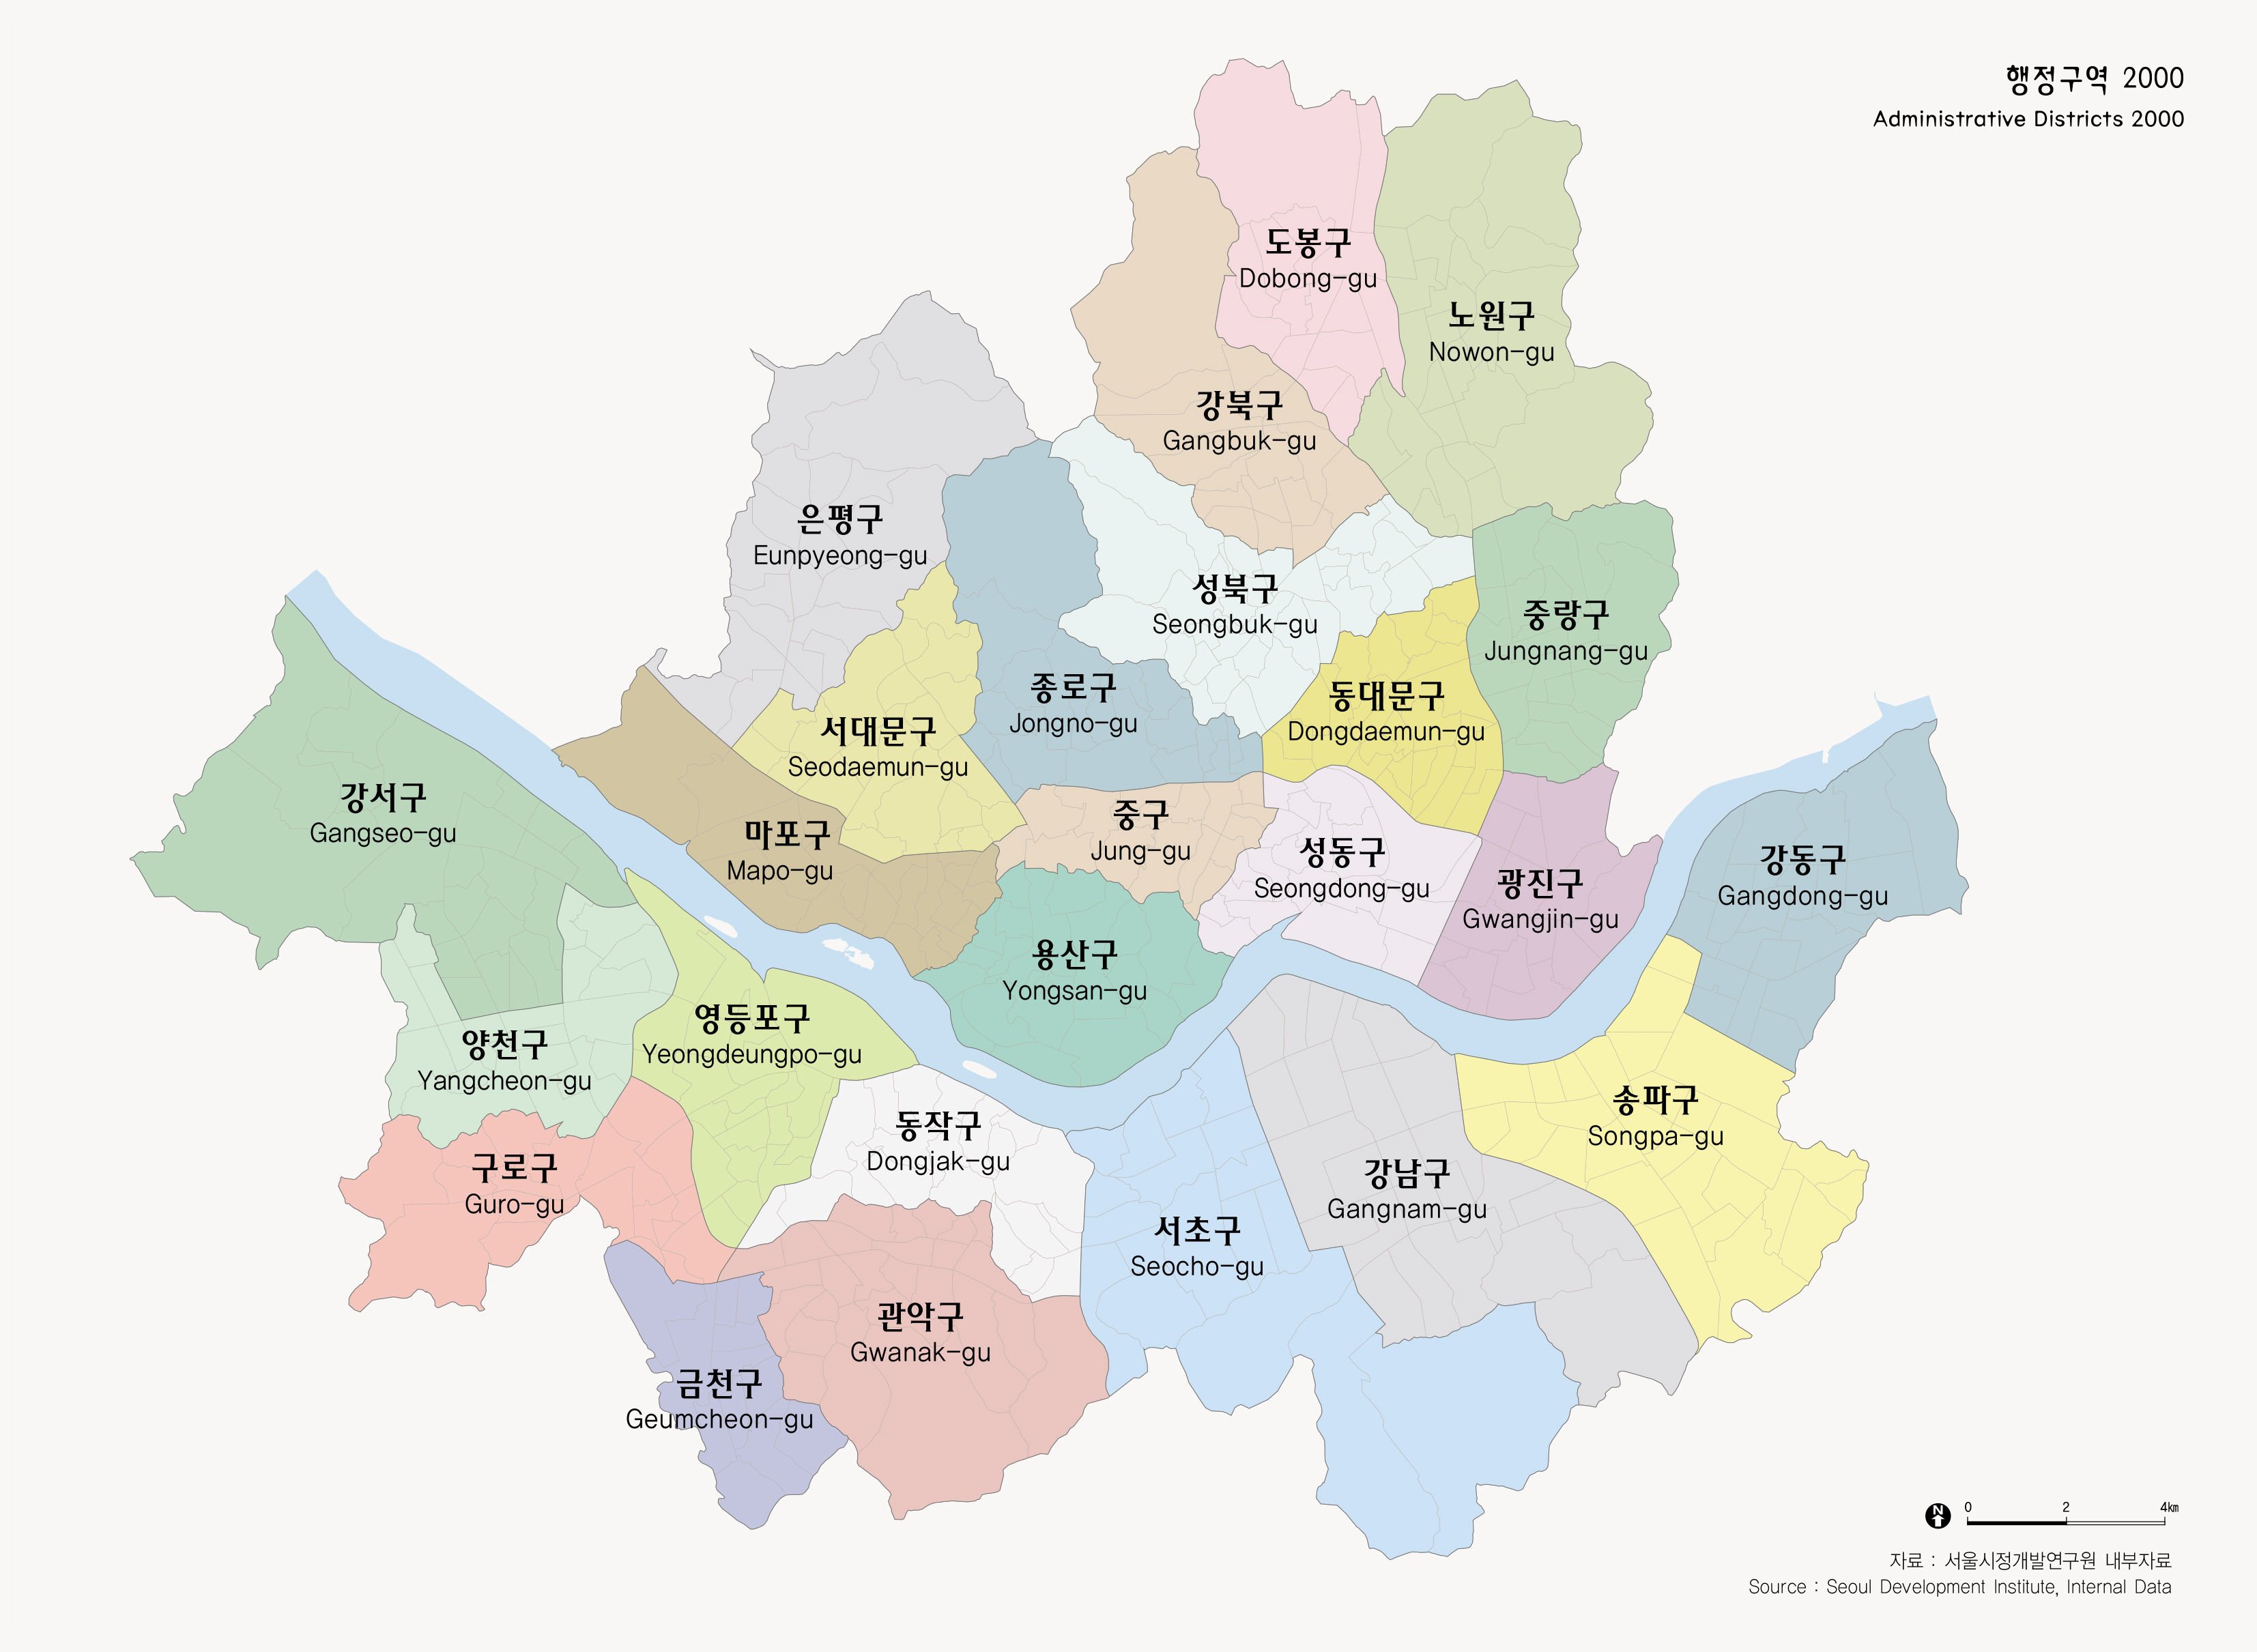 행정구역 2000
Administrative Districts 2000
도봉구
Dobong-gu
노원구
Nowon-gu
강북구
Gangbuk-gu
은평구
Eunpyeong-gu
성북구
Seongbuk-gu
중랑구
Jungnang-gu
종로구
Jongno-gu
동대문구
Dongdaemun-gu
서대문구
Seodaemun-gu
강서구
Gangseo-gu
마포구
Mapo-gu
중구
Jung-gu
성동구
Seongdong-gu
광진구
Gwangjin-gu
강동구
Gangdong-gu
용산구
Yongsan-gu
영등포구
Yeongdeungpo-gu
양천구
Yangcheon-gu
동작구
Dongjak-gu
송파구
Songpa-gu
구로구
Guro-gu
강남구
Gangnam-gu
서초구
Seocho-gu
관악구
Gwanak-gu
금천구
Geumcheon-gu
N
0 2 4km
자료 : 서울시정개발연구원 내부자료
Source : Seoul Development Institute, Internal Data